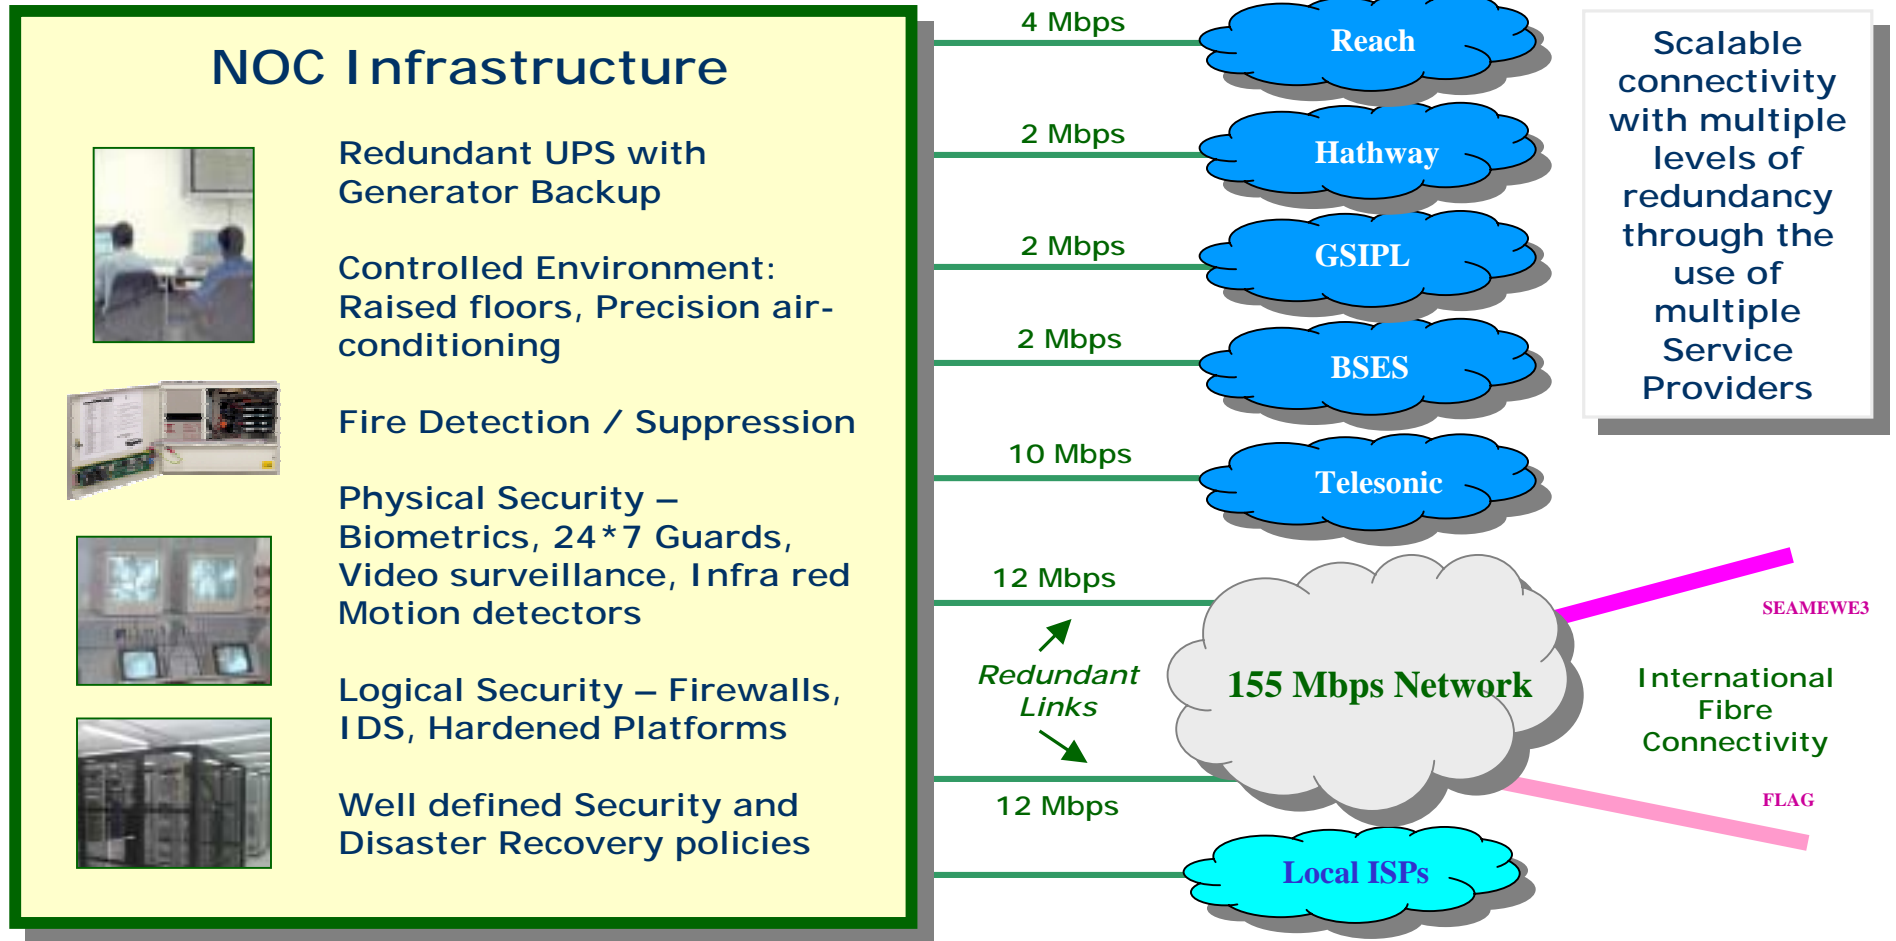 NOC Infrastructure
Redundant UPS with
Generator Backup
Controlled Environment:
Raised floors, Precision air-
conditioning
Fire Detection / Suppression
Physical Security –
Biometrics, 24*7 Guards,
Video surveillance, Infra red
Motion detectors
Logical Security – Firewalls,
IDS, Hardened Platforms
Well defined Security and
Disaster Recovery policies
4 Mbps
Reach
2 Mbps
Hathway
2 Mbps
GSIPL
2 Mbps
BSES
10 Mbps
Telesonic
12 Mbps
Redundant
Links
155 Mbps Network
12 Mbps
Local ISPs
Scalable
connectivity
with multiple
levels of
redundancy
through the
use of
multiple
Service
Providers
SEAMEWE3
International
Fibre
Connectivity
FLAG